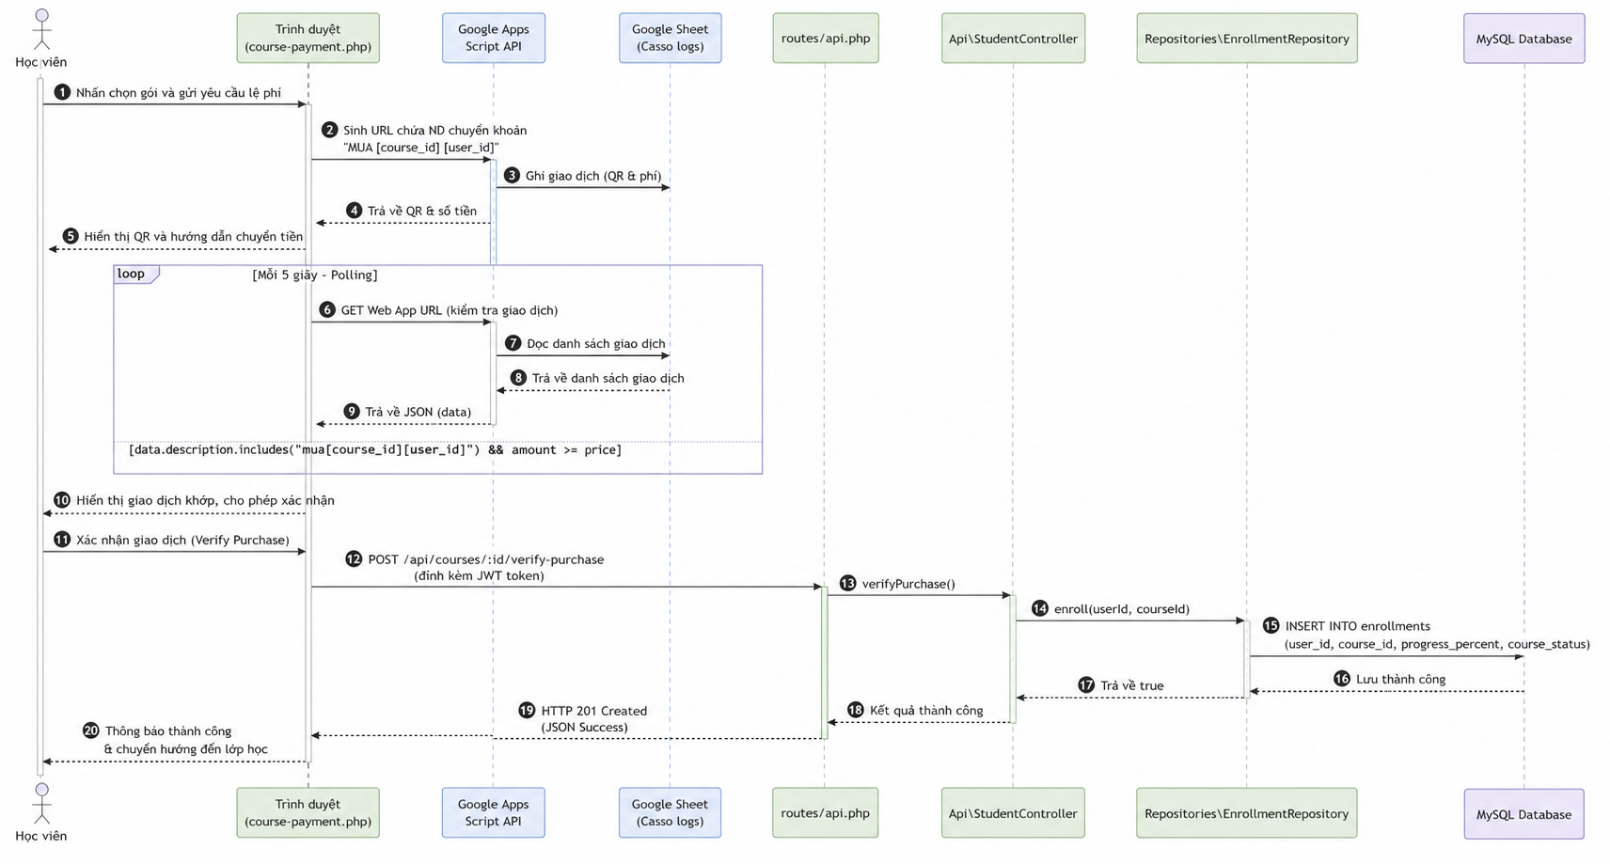 Học viên
Trình duyệt
(course-payment.php)
Google Apps
Script API
Google Sheet
(Casso logs)
routes/api.php
Api\StudentController
Repositories\EnrollmentRepository
MySQL Database
1 Nhấn chọn gói và gửi yêu cầu lệ phí
2 Sinh URL chứa ND chuyển khoản
"MUA [course_id] [user_id]"
3 Ghi giao dịch (QR & phí)
4 Trả về QR & số tiền
5 Hiển thị QR và hướng dẫn chuyển tiền
loop
[Mỗi 5 giây - Polling]
6 GET Web App URL (kiểm tra giao dịch)
7 Đọc danh sách giao dịch
8 Trả về danh sách giao dịch
9 Trả về JSON (data)
[data.description.includes("mua[course_id][user_id]") && amount >= price]
10 Hiển thị giao dịch khớp, cho phép xác nhận
11 Xác nhận giao dịch (Verify Purchase)
12 POST /api/courses/:id/verify-purchase
(đính kèm JWT token)
13 verifyPurchase()
14 enroll(userId, courseId)
15 INSERT INTO enrollments
(user_id, course_id, progress_percent, course_status)
16 Lưu thành công
17 Trả về true
18 Kết quả thành công
19 HTTP 201 Created
(JSON Success)
20 Thông báo thành công
& chuyển hướng đến lớp học
Học viên
Trình duyệt
(course-payment.php)
Google Apps
Script API
Google Sheet
(Casso logs)
routes/api.php
Api\StudentController
Repositories\EnrollmentRepository
MySQL Database